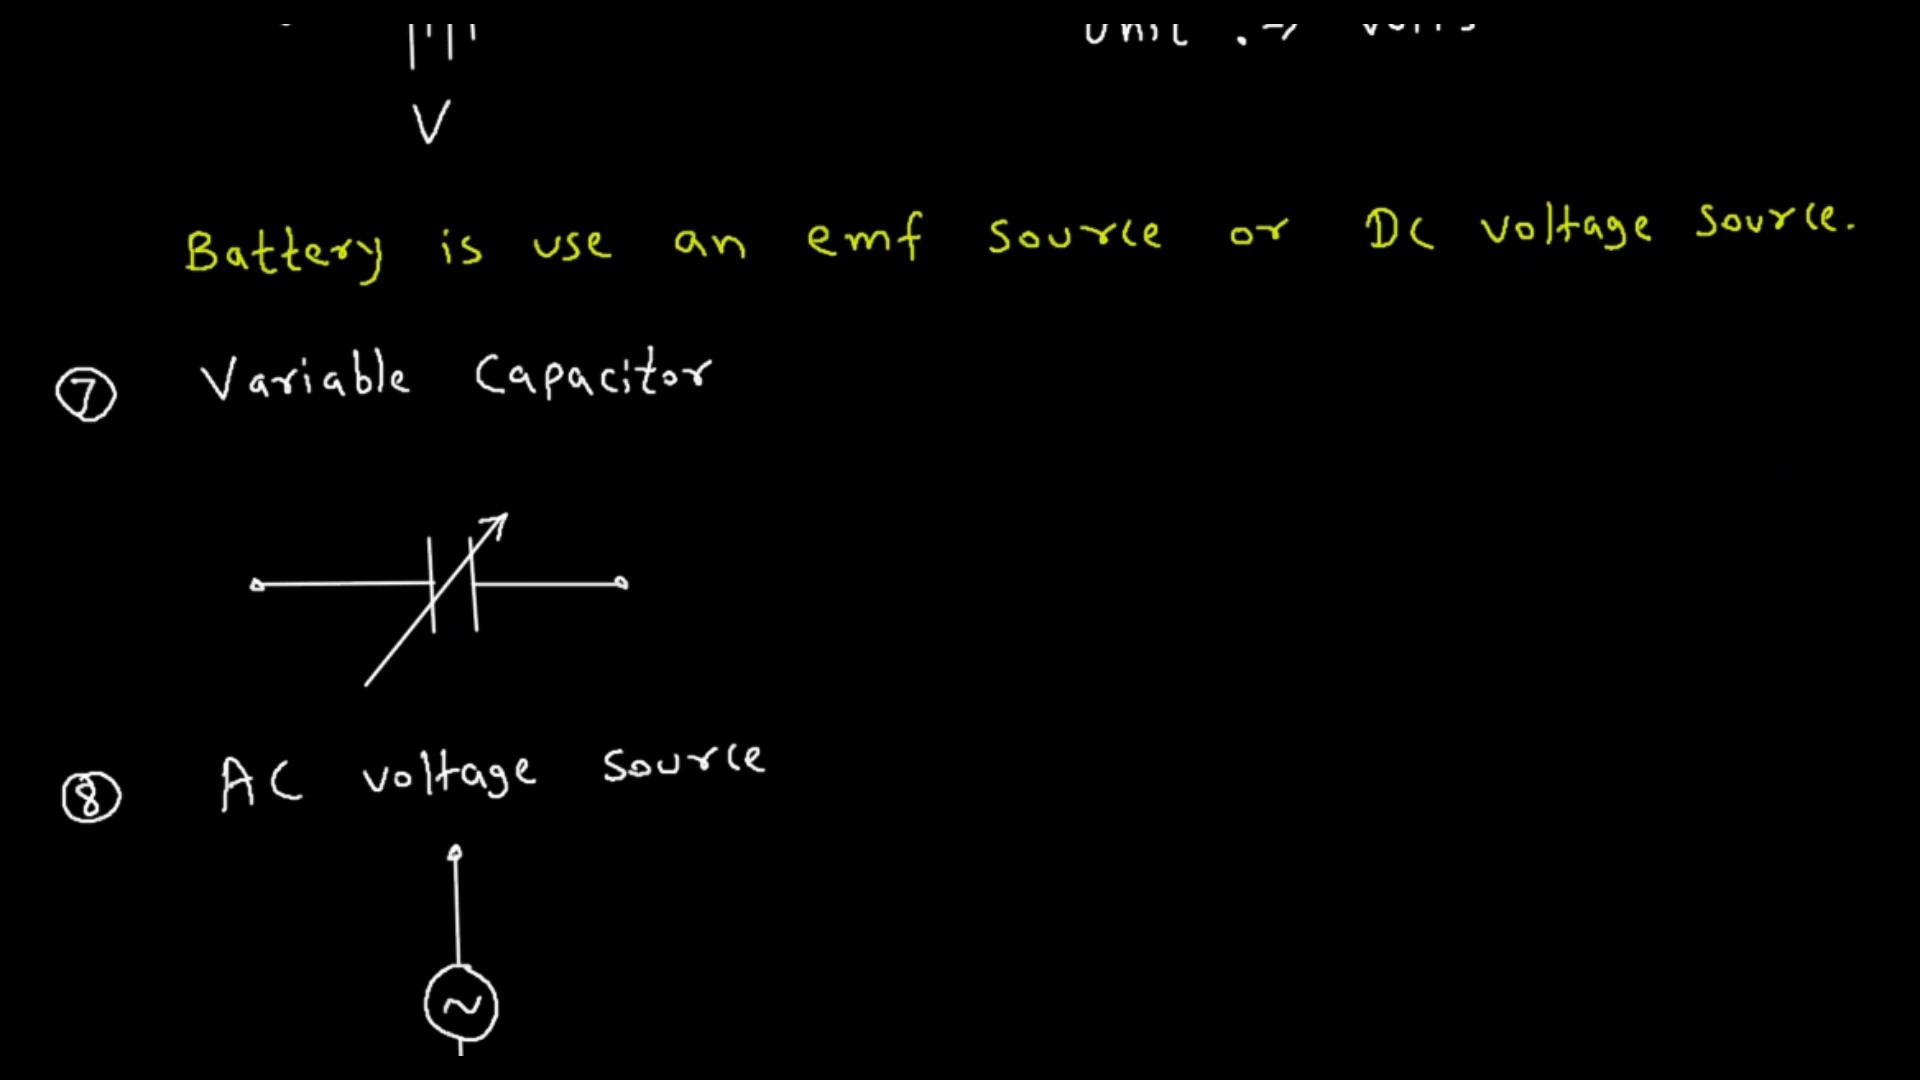 V
Battery is use an emf source or DC voltage source.
7 Variable Capacitor
8 AC voltage source
~